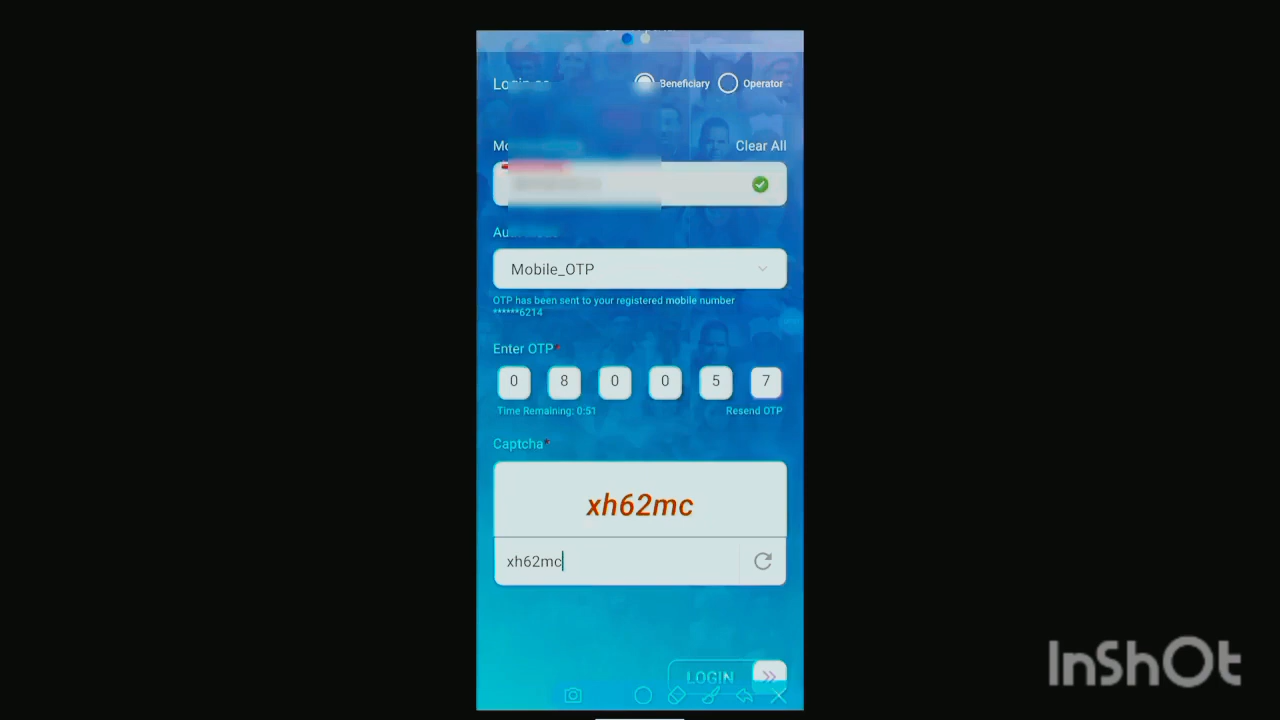 Beneficiary
Operator
Clear All
Mobile_OTP
OTP has been sent to your registered mobile number
******6214
Enter OTP*
0 8 0 0 5 7
Time Remaining: 0:51
Resend OTP
Captcha*
xh62mc
xh62mc
LOGIN
InShOt